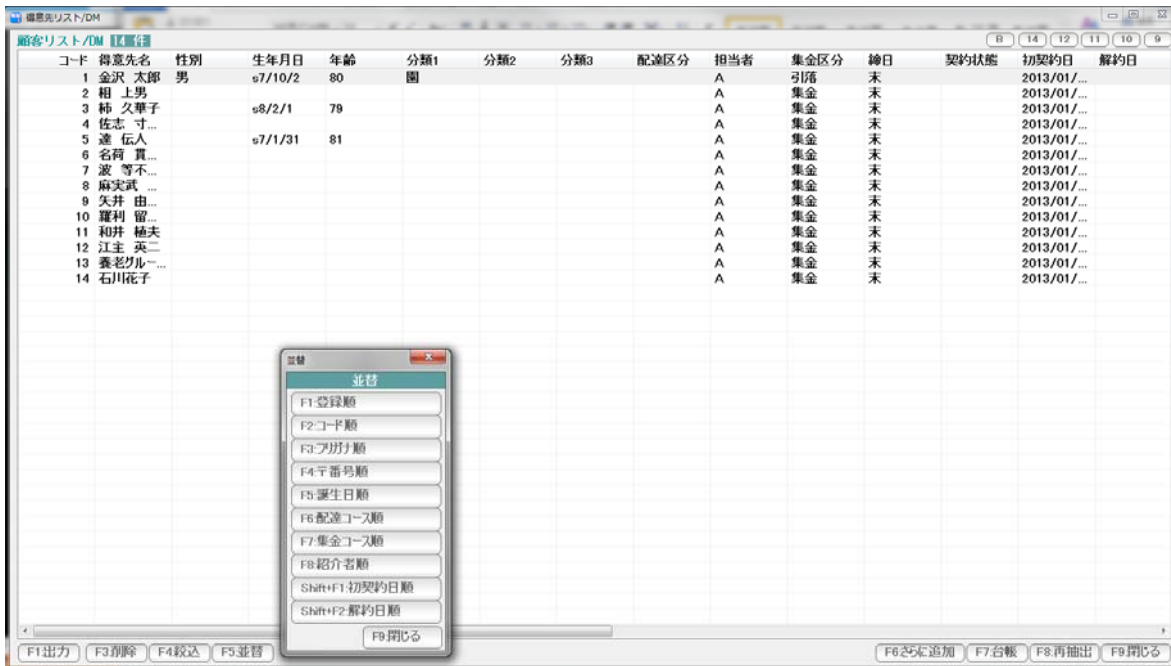 得意先リスト/DM
顧客リスト/DM 14 件 B 14 12 11 10 9
コード 得意先名 性別 生年月日 年齢 分類1 分類2 分類3 配達区分 担当者 集金区分 締日 契約状態 初契約日 解約日
1 金沢 太郎 男 s7/10/2 80 園 A 引落 末 2013/01/...
2 相 上男 A 集金 末 2013/01/...
3 柿 久華子 s8/2/1 79 A 集金 末 2013/01/...
4 佐志 寸... A 集金 末 2013/01/...
5 達 伝人 s7/1/31 81 A 集金 末 2013/01/...
6 名荷 貫... A 集金 末 2013/01/...
7 波 等不... A 集金 末 2013/01/...
8 麻実武 ... A 集金 末 2013/01/...
9 矢井 由... A 集金 末 2013/01/...
10 羅利 留... A 集金 末 2013/01/...
11 和井 植夫 A 集金 末 2013/01/...
12 江主 英二 A 集金 末 2013/01/...
13 養老グルー... A 集金 末 2013/01/...
14 石川花子 A 集金 末 2013/01/...
並替
並替
F1:登録順
F2:コード順
F3:フリガナ順
F4:〒番号順
F5:誕生日順
F6:配達コース順
F7:集金コース順
F8:紹介者順
Shift+F1:初契約日順
Shift+F2:解約日順
F9:閉じる
F1:出力 F3:削除 F4:絞込 F5:並替 F6:さらに追加 F7:台帳 F8:再抽出 F9:閉じる